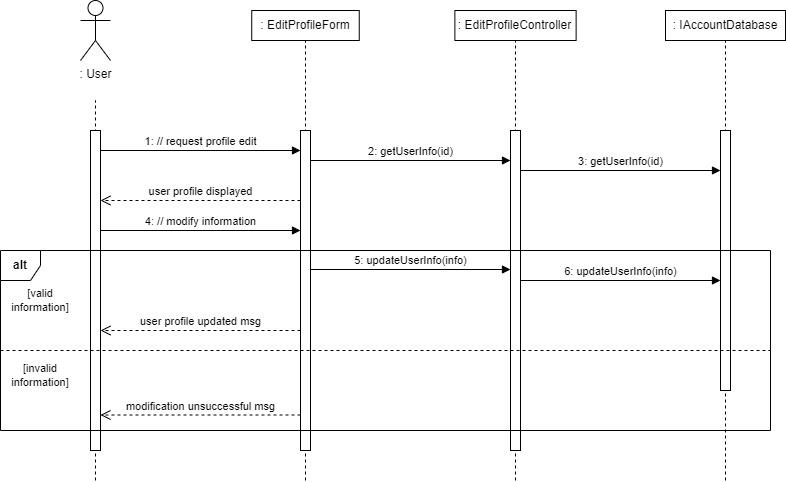 : EditProfileForm
: EditProfileController
: IAccountDatabase
: User
1: // request profile edit
2: getUserInfo(id)
3: getUserInfo(id)
user profile displayed
4: // modify information
alt
5: updateUserInfo(info)
6: updateUserInfo(info)
[valid
information]
user profile updated msg
[invalid
information]
modification unsuccessful msg